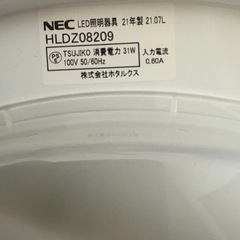 NEC LED照明器具 21年製 21.07L
HLDZ08209
PS E TSUJIKO 消費電力 31W 入力電流
100V 50/60Hz 0.60A
株式会社ホタルクス